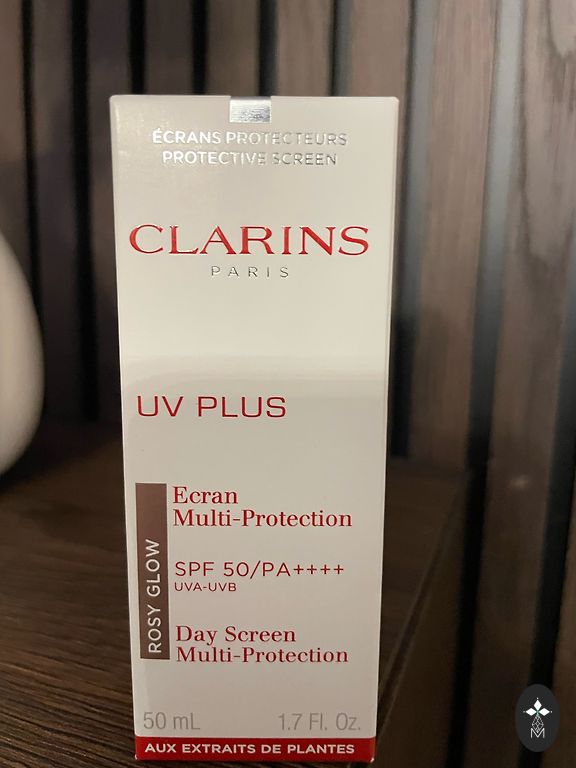 ÉCRANS PROTECTEURS
PROTECTIVE SCREEN
CLARINS
PARIS
UV PLUS
Ecran
Multi-Protection
SPF 50/PA++++
UVA-UVB
ROSY GLOW
Day Screen
Multi-Protection
50 mL 1.7 Fl. Oz.
AUX EXTRAITS DE PLANTES